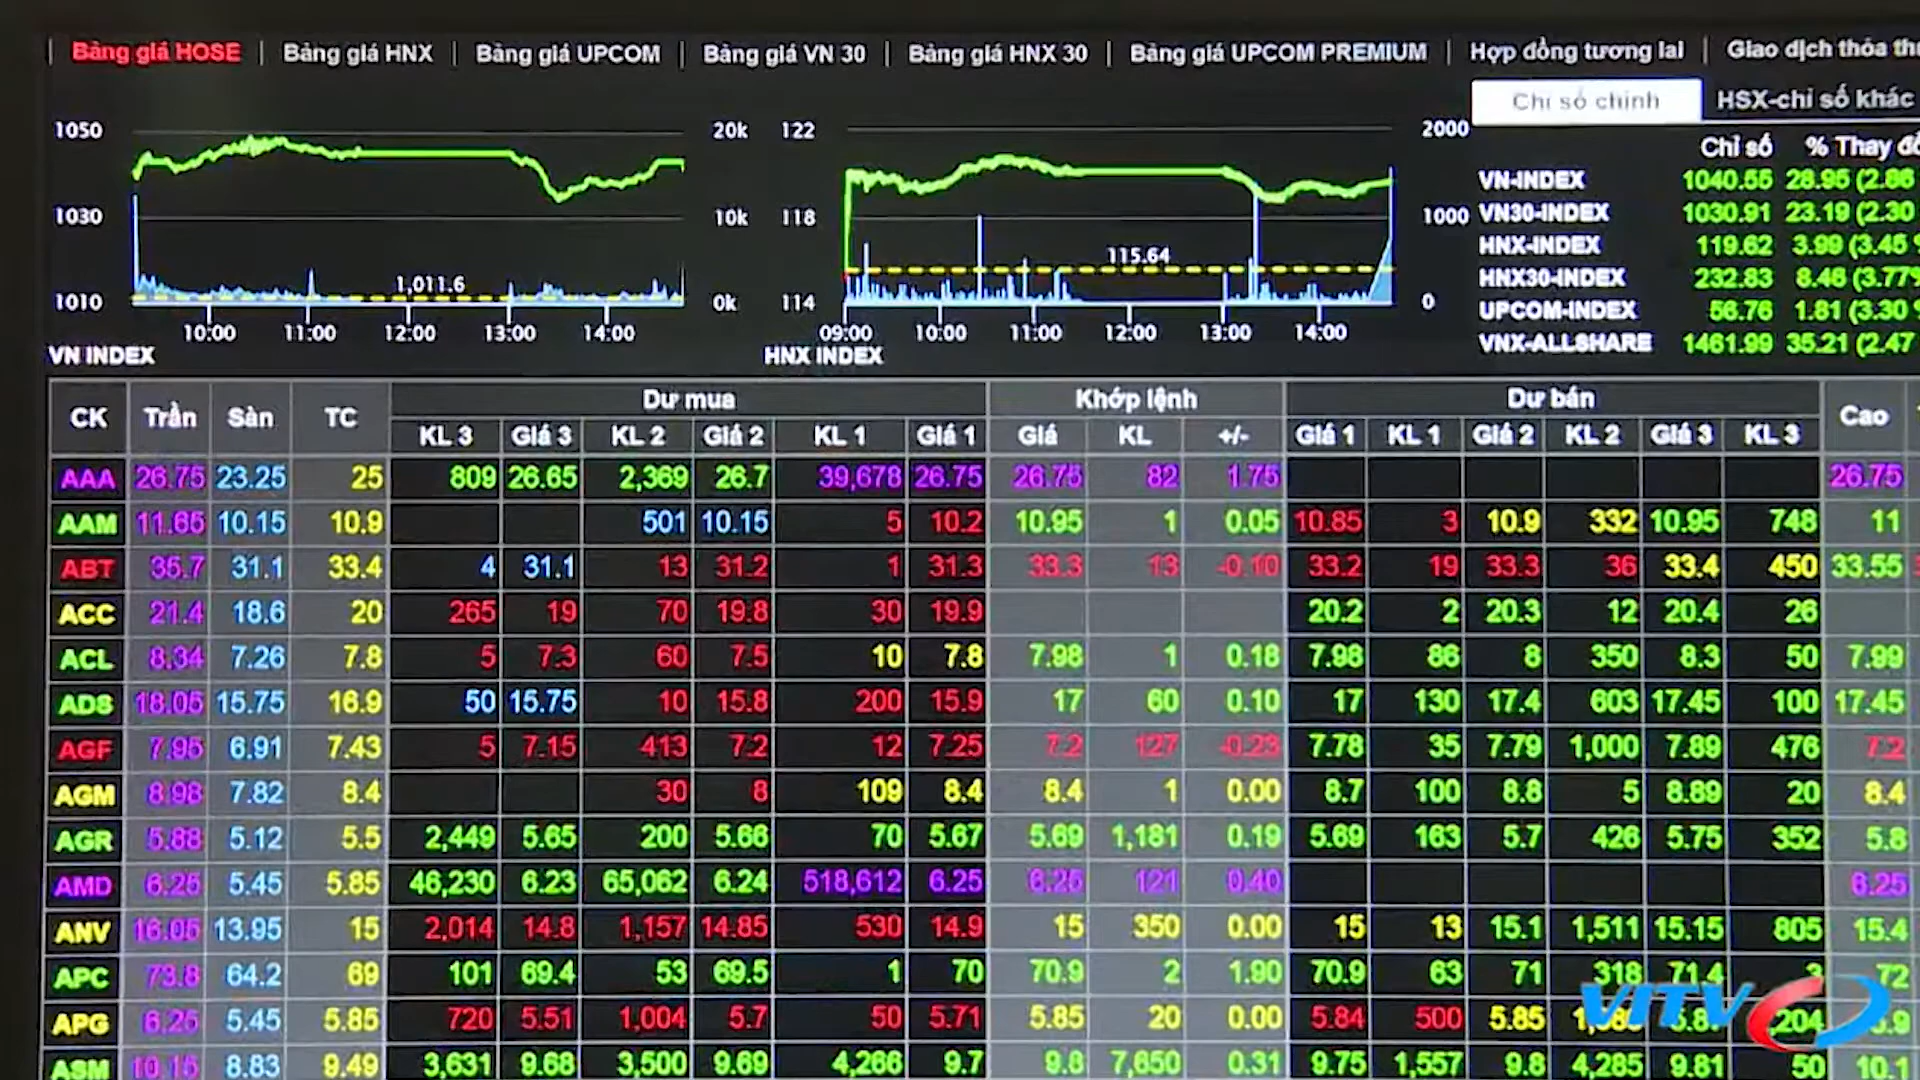 Bảng giá HOSE | Bảng giá HNX | Bảng giá UPCOM | Bảng giá VN 30 | Bảng giá HNX 30 | Bảng giá UPCOM PREMIUM | Hợp đồng tương lai | Giao dịch thỏa
Chỉ số chính HSX-chỉ số khác
Chỉ số % Thay
VN-INDEX 1040.55 28.95
VN30-INDEX 1030.91 23.19 (2.30
HNX-INDEX 119.62 3.99 (3.45
HNX30-INDEX 232.83 8.46 (3.77%
UPCOM-INDEX 56.76 1.81 (3.30
VNX-ALLSHARE 1461.99 35.21 (2.47
1050 20k
1030 10k
1,011.6
1010 0k
10:00 11:00 12:00 13:00 14:00
VN INDEX
122 2000
118 1000
115.64
114 0
09:00 10:00 11:00 12:00 13:00 14:00
HNX INDEX
CK Trần Sàn TC Dư mua Khớp lệnh Dư bán Cao
KL 3 Giá 3 KL 2 Giá 2 KL 1 Giá 1 Giá KL +/- Giá 1 KL 1 Giá 2 KL 2 Giá 3 KL 3
AAA 26.75 23.25 25 809 26.65 2,369 26.7 39,678 26.75 26.75 82 1.75 26.75
AAM 11.65 10.15 10.9 501 10.15 5 10.2 10.95 1 0.05 10.85 3 10.9 332 10.95 748 11
ABT 35.7 31.1 33.4 4 31.1 13 31.2 1 31.3 33.3 13 -0.10 33.2 19 33.3 36 33.4 450 33.55
ACC 21.4 18.6 20 265 19 70 19.8 30 19.9 20.2 2 20.3 12 20.4 26
ACL 8.34 7.26 7.8 5 7.3 60 7.5 10 7.8 7.98 1 0.18 7.98 86 8 350 8.3 50 7.99
ADS 18.05 15.75 16.9 50 15.75 10 15.8 200 15.9 17 60 0.10 17 130 17.4 603 17.45 100 17.45
AGF 7.95 6.91 7.43 5 7.15 413 7.2 12 7.25 7.2 127 -0.23 7.78 35 7.79 1,000 7.89 476 7.2
AGM 8.98 7.82 8.4 30 8 109 8.4 8.4 1 0.00 8.7 100 8.8 5 8.89 20 8.4
AGR 5.88 5.12 5.5 2,449 5.65 200 5.66 70 5.67 5.69 1,181 0.19 5.69 163 5.7 426 5.75 352 5.8
AMD 6.25 5.45 5.85 46,230 6.23 65,062 6.24 518,612 6.25 6.25 121 0.40 6.25
ANV 16.05 13.95 15 2,014 14.8 1,157 14.85 530 14.9 15 350 0.00 15 13 15.1 1,511 15.15 805 15.4
APC 73.8 64.2 69 101 69.4 53 69.5 1 70 70.9 2 1.90 70.9 63 71 318 71.4 3 72
APG 6.25 5.45 5.85 720 5.51 1,004 5.7 50 5.71 5.85 20 0.00 5.84 500 5.85 204
ASM 10.15 8.83 9.49 3,631 9.68 3,500 9.69 4,266 9.7 9.8 7,650 0.31 9.75 1,557 9.8 4,285 9.81 50 10.1
VITV